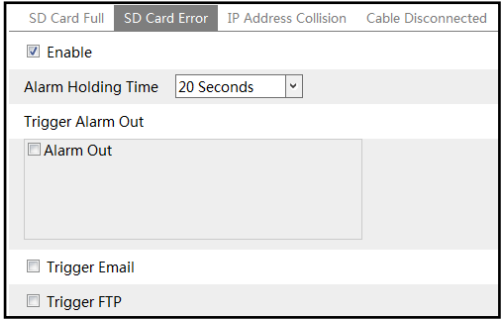 SD Card Full SD Card Error IP Address Collision Cable Disconnected
Enable
Alarm Holding Time 20 Seconds
Trigger Alarm Out
Alarm Out
Trigger Email
Trigger FTP